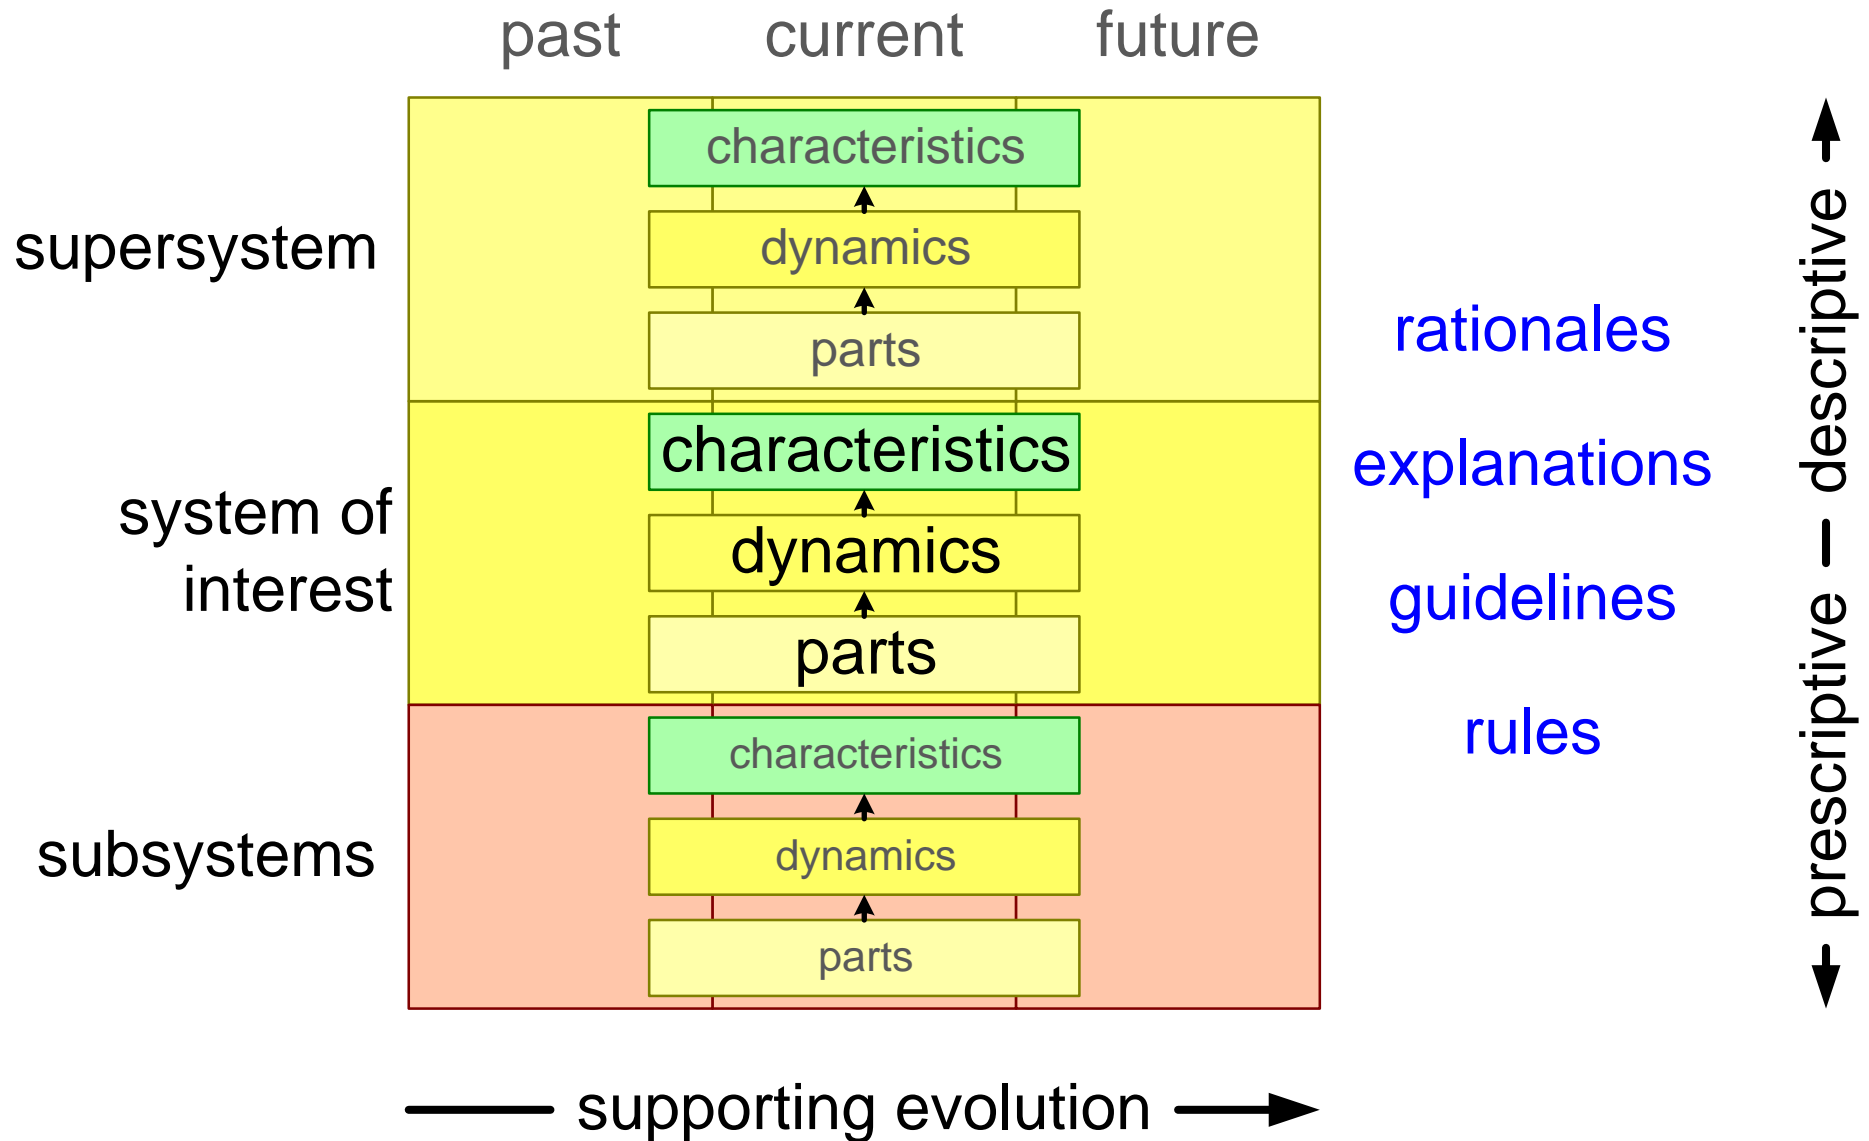 past current future
supersystem
characteristics
dynamics
parts
system of
interest
characteristics
dynamics
parts
subsystems
characteristics
dynamics
parts
rationales
explanations
guidelines
rules
prescriptive
descriptive
supporting evolution